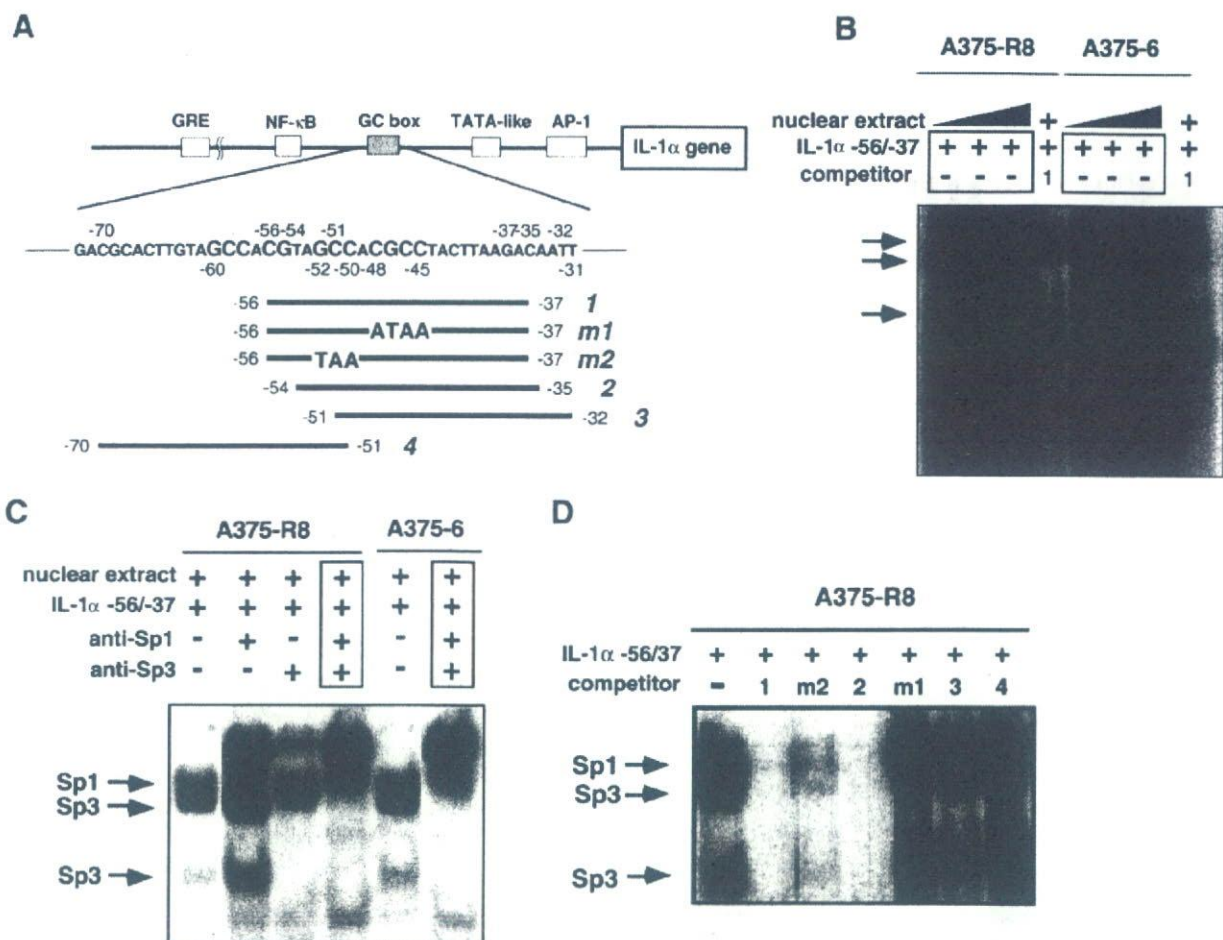 A
GRE NF-κB GC box TATA-like AP-1
IL-1α gene
-70 -56-54 -51 -37-35 -32
GACGCACTTGTAGCCACGTAGCCACGCCTACTTAAGACAATT
-60 -52 -50-48 -45 -31
-56 -37 1
-56 ATAA -37 m1
-56 TAA -37 m2
-54 -35 2
-51 -32 3
-70 -51 4
B
A375-R8 A375-6
nuclear extract + +
IL-1α -56/-37 + + + + + + + +
competitor - - - 1 - - - 1
C
A375-R8 A375-6
nuclear extract + + + + + +
IL-1α -56/-37 + + + + + +
anti-Sp1 - + - + - +
anti-Sp3 - - + + - +
Sp1
Sp3
Sp3
D
A375-R8
IL-1α -56/37 + + + + + + +
competitor - 1 m2 2 m1 3 4
Sp1
Sp3
Sp3